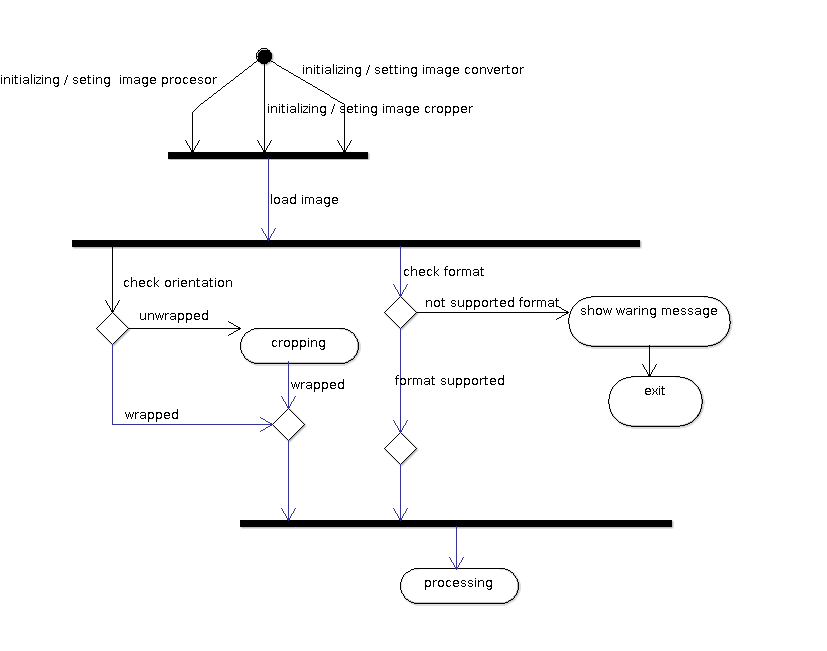 initializing / setting image convertor
initializing / seting  image procesor
initializing / seting image cropper
load image
check format
check orientation
not supported format
show waring message
unwrapped
cropping
format supported
wrapped
exit
wrapped
processing